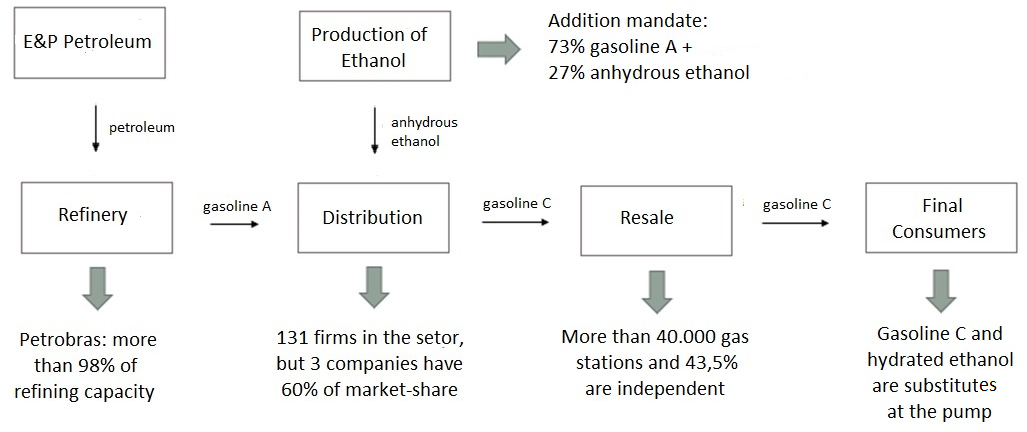 E&P Petroleum
Production of
Ethanol
Addition mandate:
73% gasoline A +
27% anhydrous ethanol
petroleum
anhydrous
ethanol
Refinery
gasoline A
Distribution
gasoline C
Resale
gasoline C
Final
Consumers
Petrobras: more
than 98% of
refining capacity
131 firms in the setor,
but 3 companies have
60% of market-share
More than 40.000 gas
stations and 43,5%
are independent
Gasoline C and
hydrated ethanol
are substitutes
at the pump